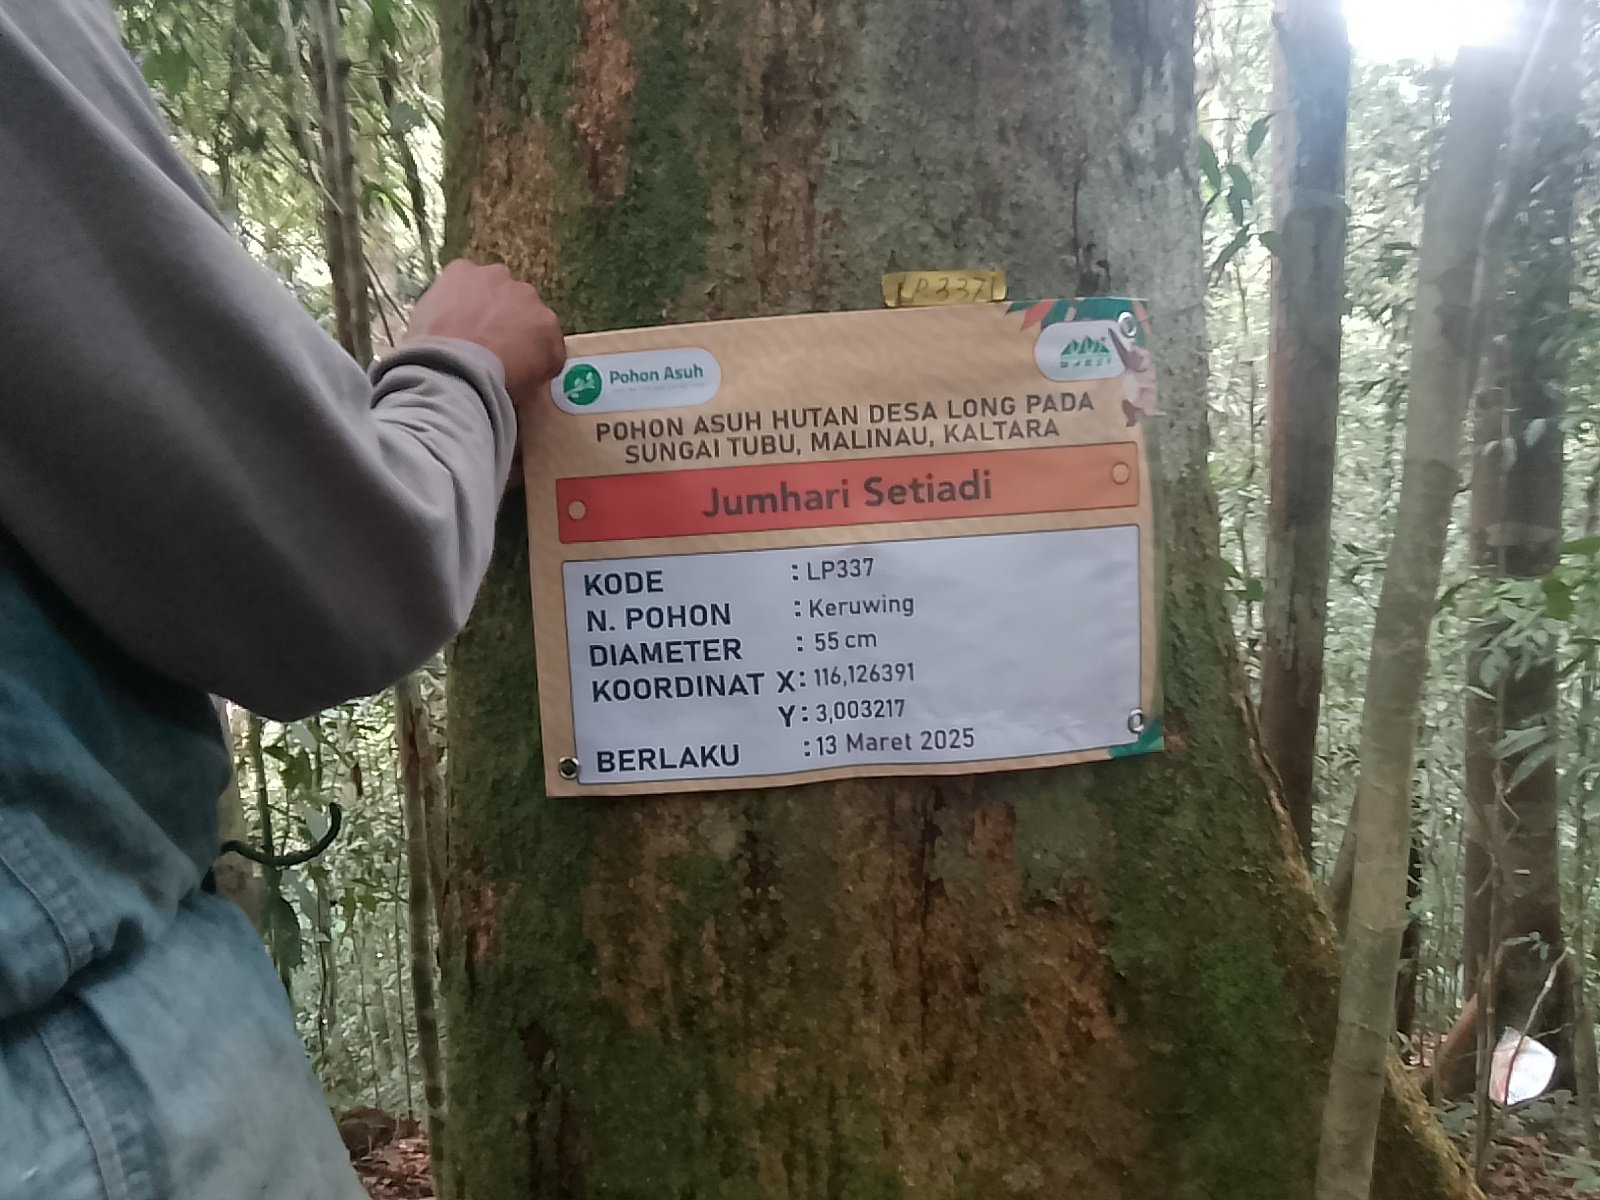 LP337
Pohon Asuh
WARSI
POHON ASUH HUTAN DESA LONG PADA
SUNGAI TUBU, MALINAU, KALTARA
Jumhari Setiadi
KODE : LP337
N. POHON : Keruwing
DIAMETER : 55 cm
KOORDINAT X : 116,126391
Y : 3,003217
BERLAKU : 13 Maret 2025